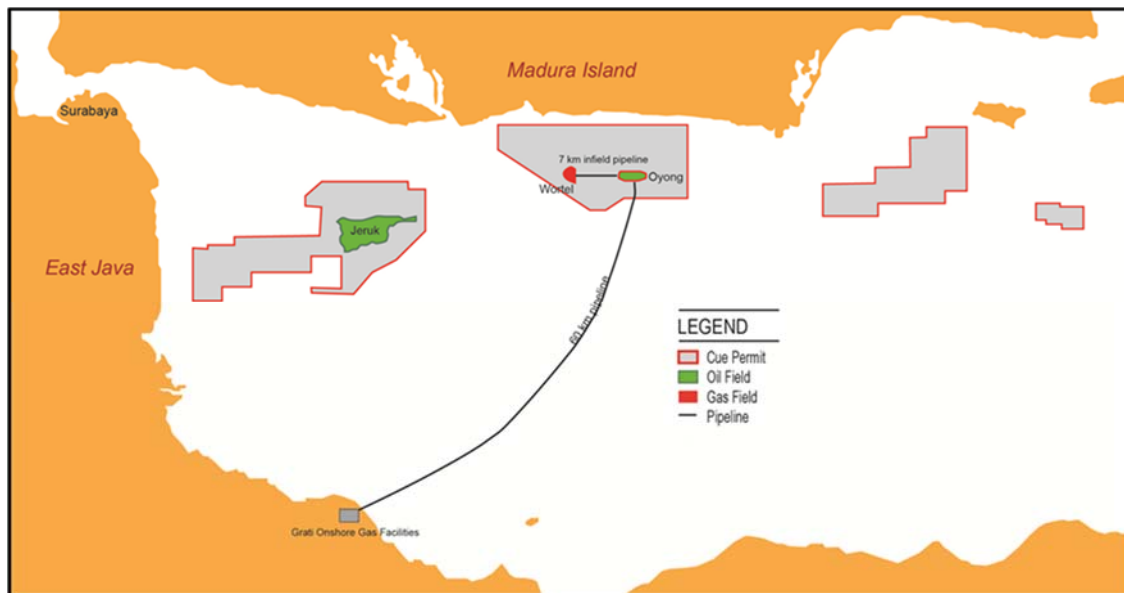 Madura Island
Surabaya
7 km infield pipeline
Wortel
Oyong
Jeruk
East Java
60 km pipeline
LEGEND
Cue Permit
Oil Field
Gas Field
Pipeline
Grati Onshore Gas Facilities